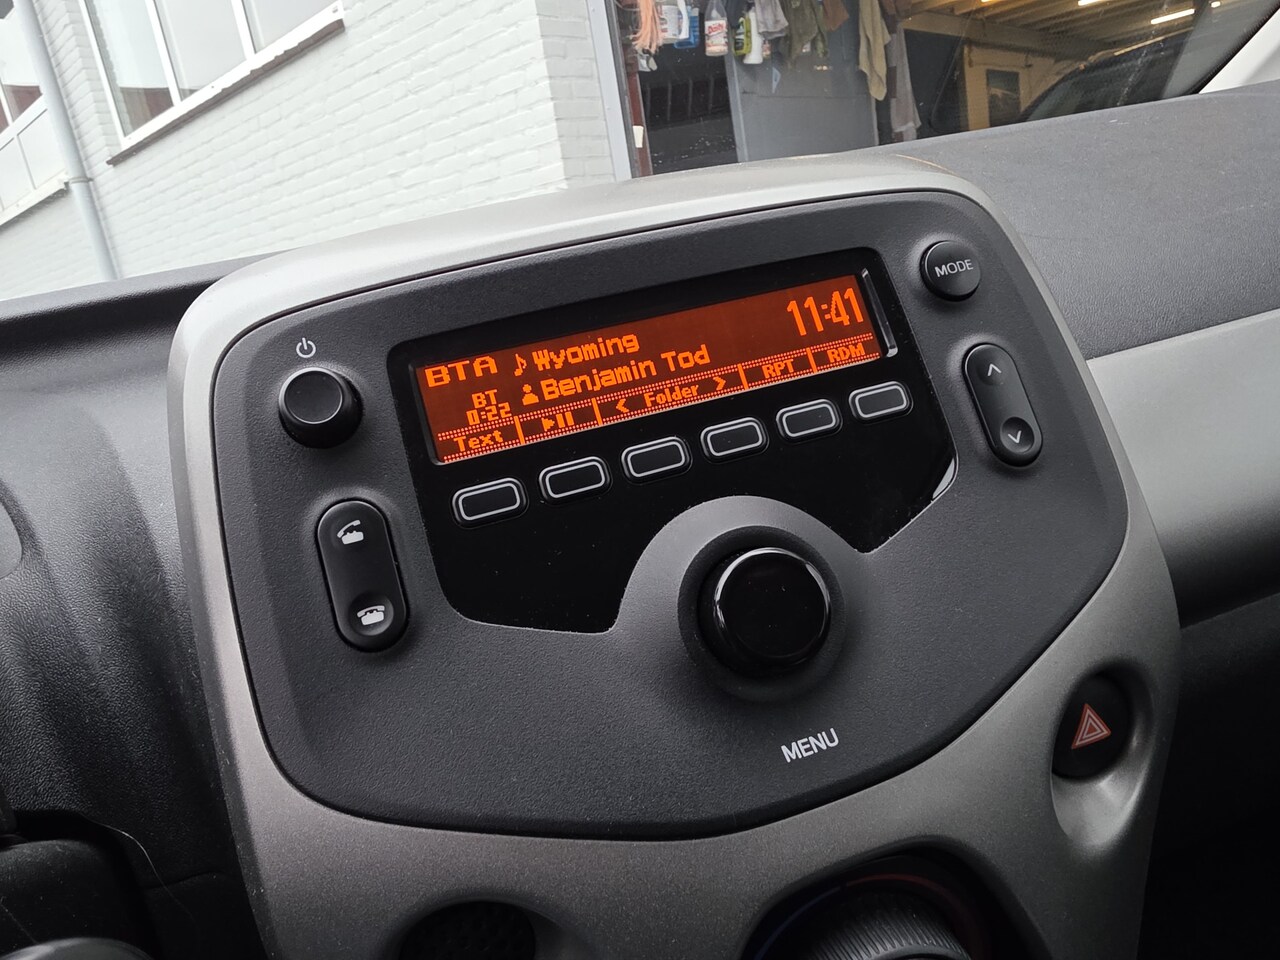 MODE
11:41
BTA ♪ Wyoming
BT Benjamin Tod
0:22
Text ▶II < Folder > RPT RDM
MENU